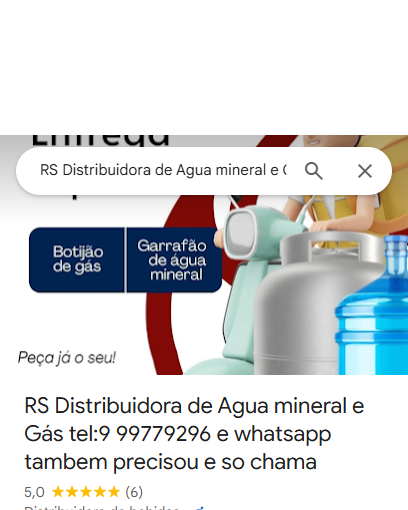 Entrega
RS Distribuidora de Agua mineral e G
Botijão
de gás
Garrafão
de água
mineral
Peça já o seu!
RS Distribuidora de Agua mineral e
Gás tel:9 99779296 e whatsapp
tambem precisou e so chama
5,0
(6)
Distribuidora de bebidas